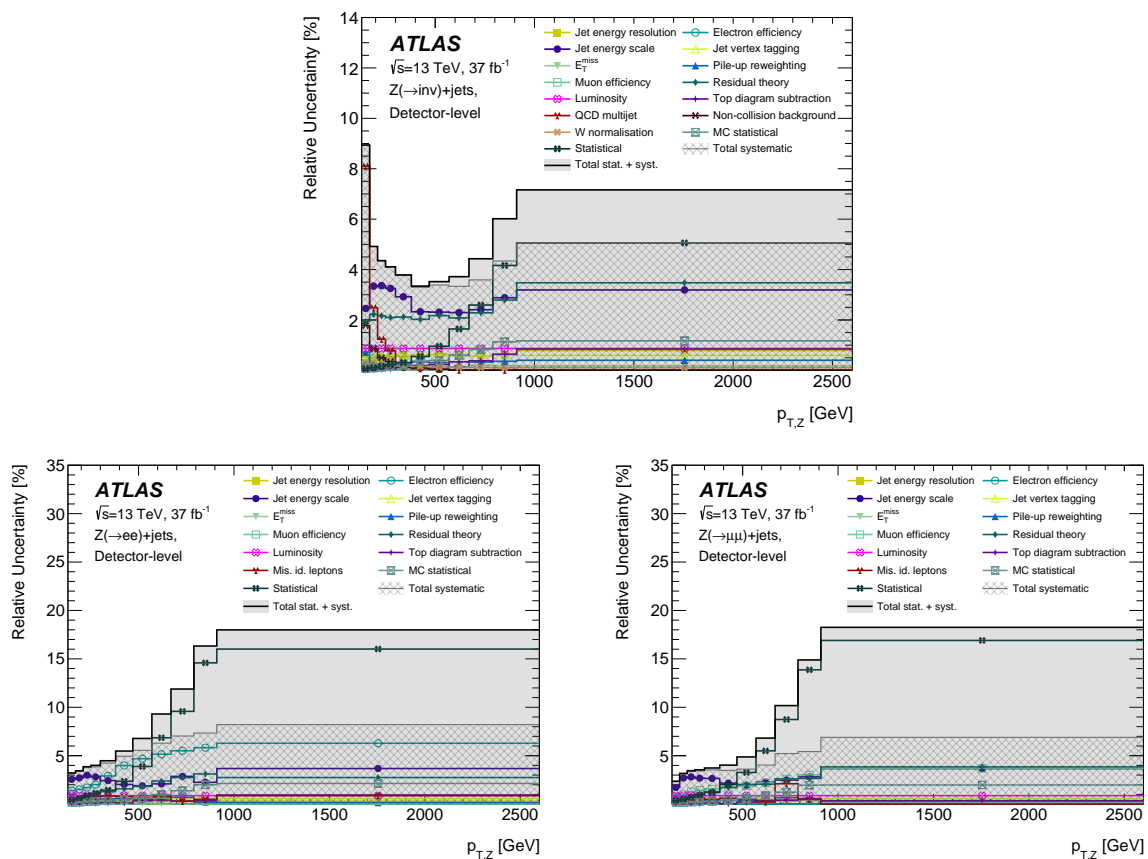 Relative Uncertainty [%]
14
12
10
8
6
4
2
ATLAS
√s=13 TeV, 37 fb⁻¹
Z(→inv)+jets,
Detector-level
Jet energy resolution
Jet energy scale
E_T^miss
Muon efficiency
Luminosity
QCD multijet
W normalisation
Statistical
Total stat. + syst.
Electron efficiency
Jet vertex tagging
Pile-up reweighting
Residual theory
Top diagram subtraction
Non-collision background
MC statistical
Total systematic
500 1000 1500 2000 2500
p_T,Z [GeV]
Relative Uncertainty [%]
35
30
25
20
15
10
5
ATLAS
√s=13 TeV, 37 fb⁻¹
Z(→ee)+jets,
Detector-level
Jet energy resolution
Jet energy scale
E_T^miss
Muon efficiency
Luminosity
Mis. id. leptons
Statistical
Total stat. + syst.
Electron efficiency
Jet vertex tagging
Pile-up reweighting
Residual theory
Top diagram subtraction
MC statistical
Total systematic
500 1000 1500 2000 2500
p_T,Z [GeV]
Relative Uncertainty [%]
35
30
25
20
15
10
5
ATLAS
√s=13 TeV, 37 fb⁻¹
Z(→μμ)+jets,
Detector-level
Jet energy resolution
Jet energy scale
E_T^miss
Muon efficiency
Luminosity
Mis. id. leptons
Statistical
Total stat. + syst.
Electron efficiency
Jet vertex tagging
Pile-up reweighting
Residual theory
Top diagram subtraction
MC statistical
Total systematic
500 1000 1500 2000 2500
p_T,Z [GeV]